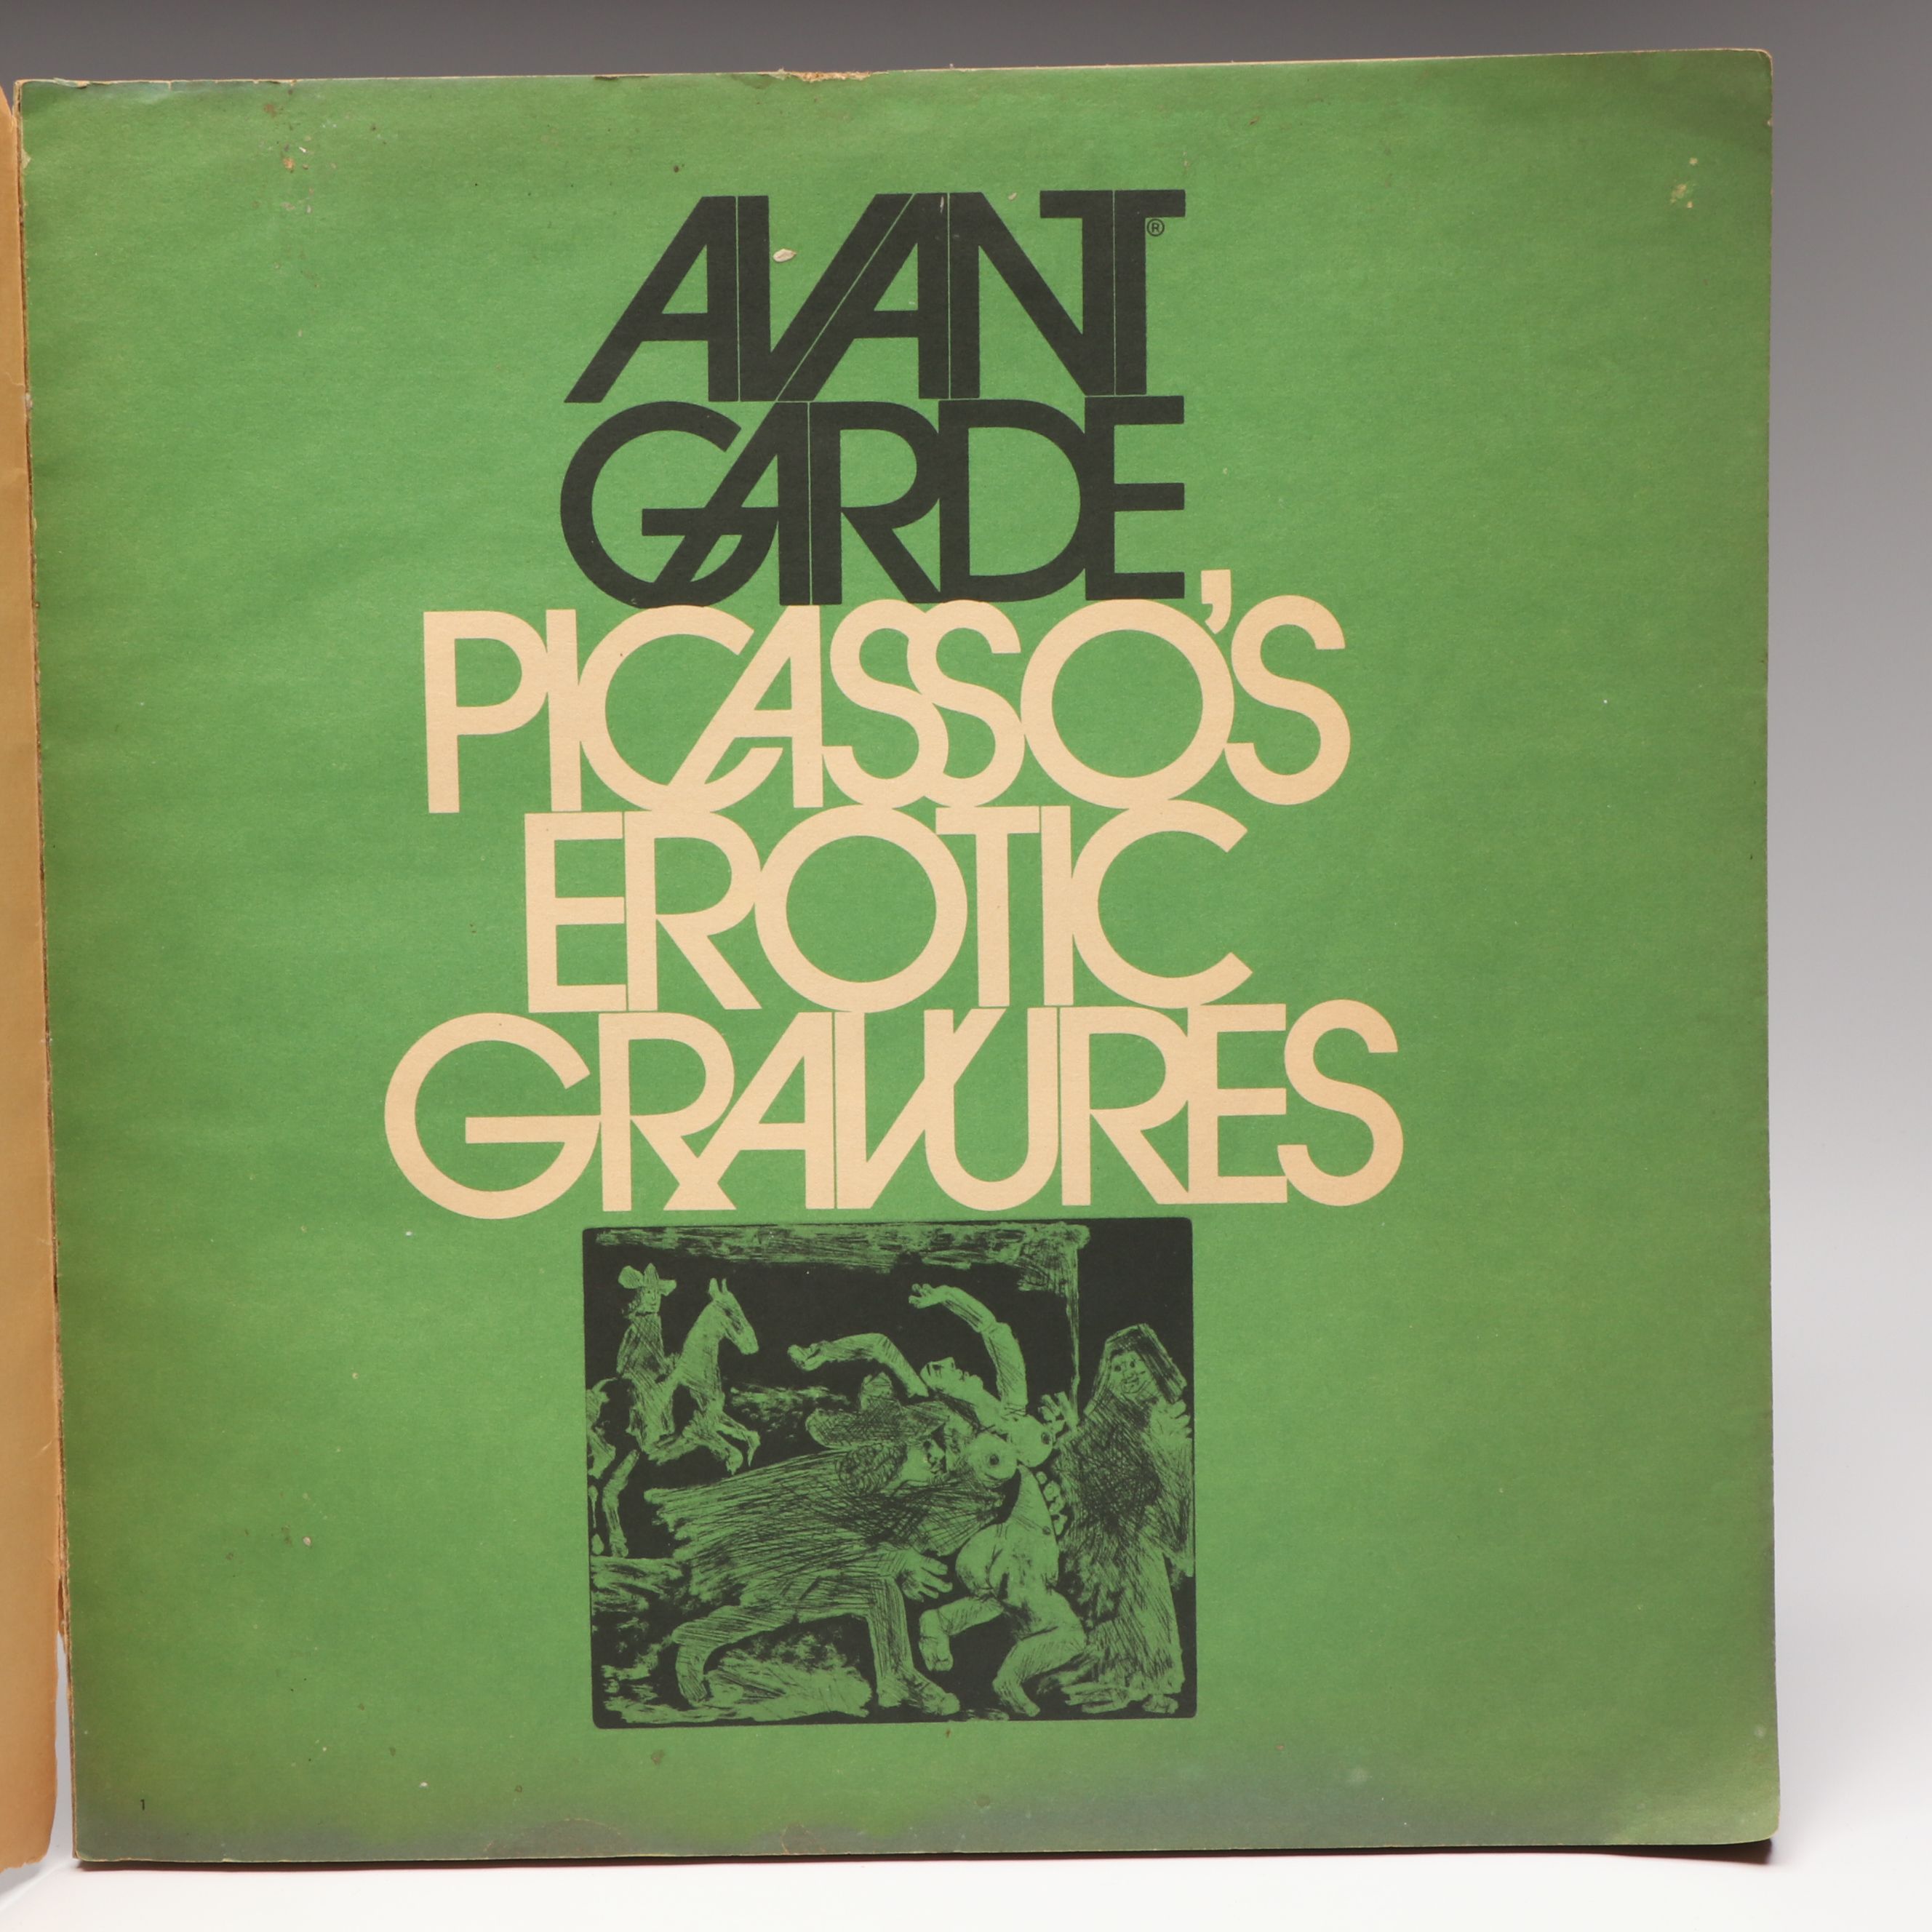 AVANT®
GARDE
PICASSO'S
EROTIC
GRAVURES
1